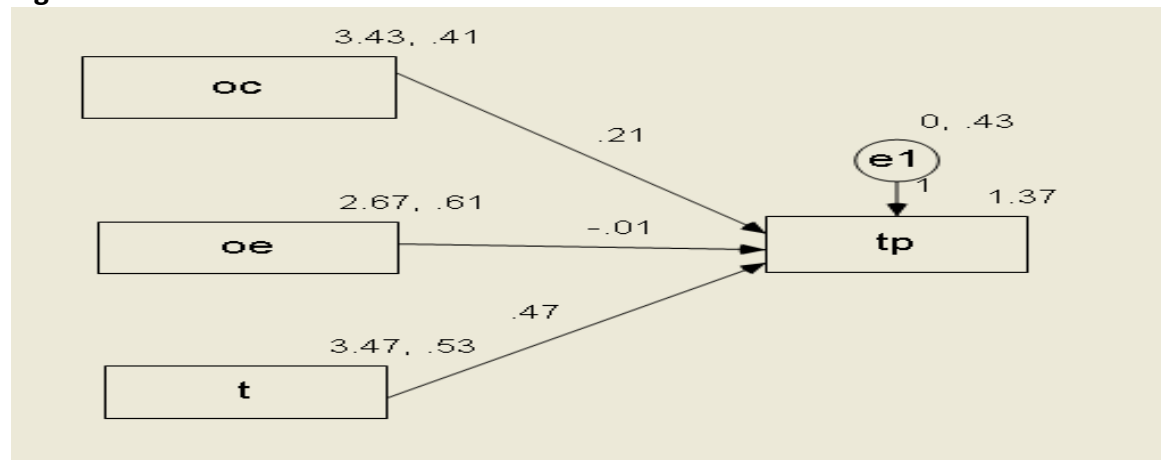 3.43, .41
oc
.21
0, .43
e1
1
1.37
2.67, .61
oe
-.01
tp
.47
3.47, .53
t